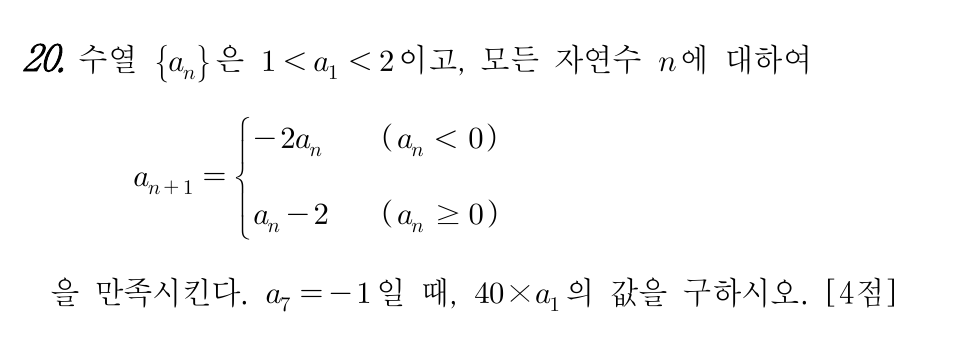 20. 수열 {aₙ}은 1 < a₁ < 2이고, 모든 자연수 n에 대하여
aₙ₊₁ = { −2aₙ (aₙ < 0)
aₙ − 2 (aₙ ≥ 0)
을 만족시킨다. a₇ = −1일 때, 40×a₁의 값을 구하시오. [4점]